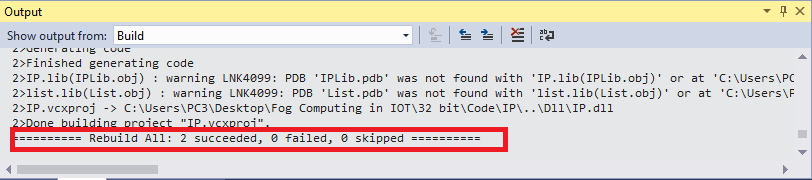 Output
Show output from: Build
2>Generating code
2>Finished generating code
2>IP.lib(IPLib.obj) : warning LNK4099: PDB 'IPLib.pdb' was not found with 'IP.lib(IPLib.obj)' or at 'C:\Users\PC
2>list.lib(List.obj) : warning LNK4099: PDB 'List.pdb' was not found with 'list.lib(List.obj)' or at 'C:\Users\P
2>IP.vcxproj -> C:\Users\PC3\Desktop\Fog Computing in IOT\32 bit\Code\IP\..\Dll\IP.dll
2>Done building project "IP.vcxproj".
========== Rebuild All: 2 succeeded, 0 failed, 0 skipped ==========